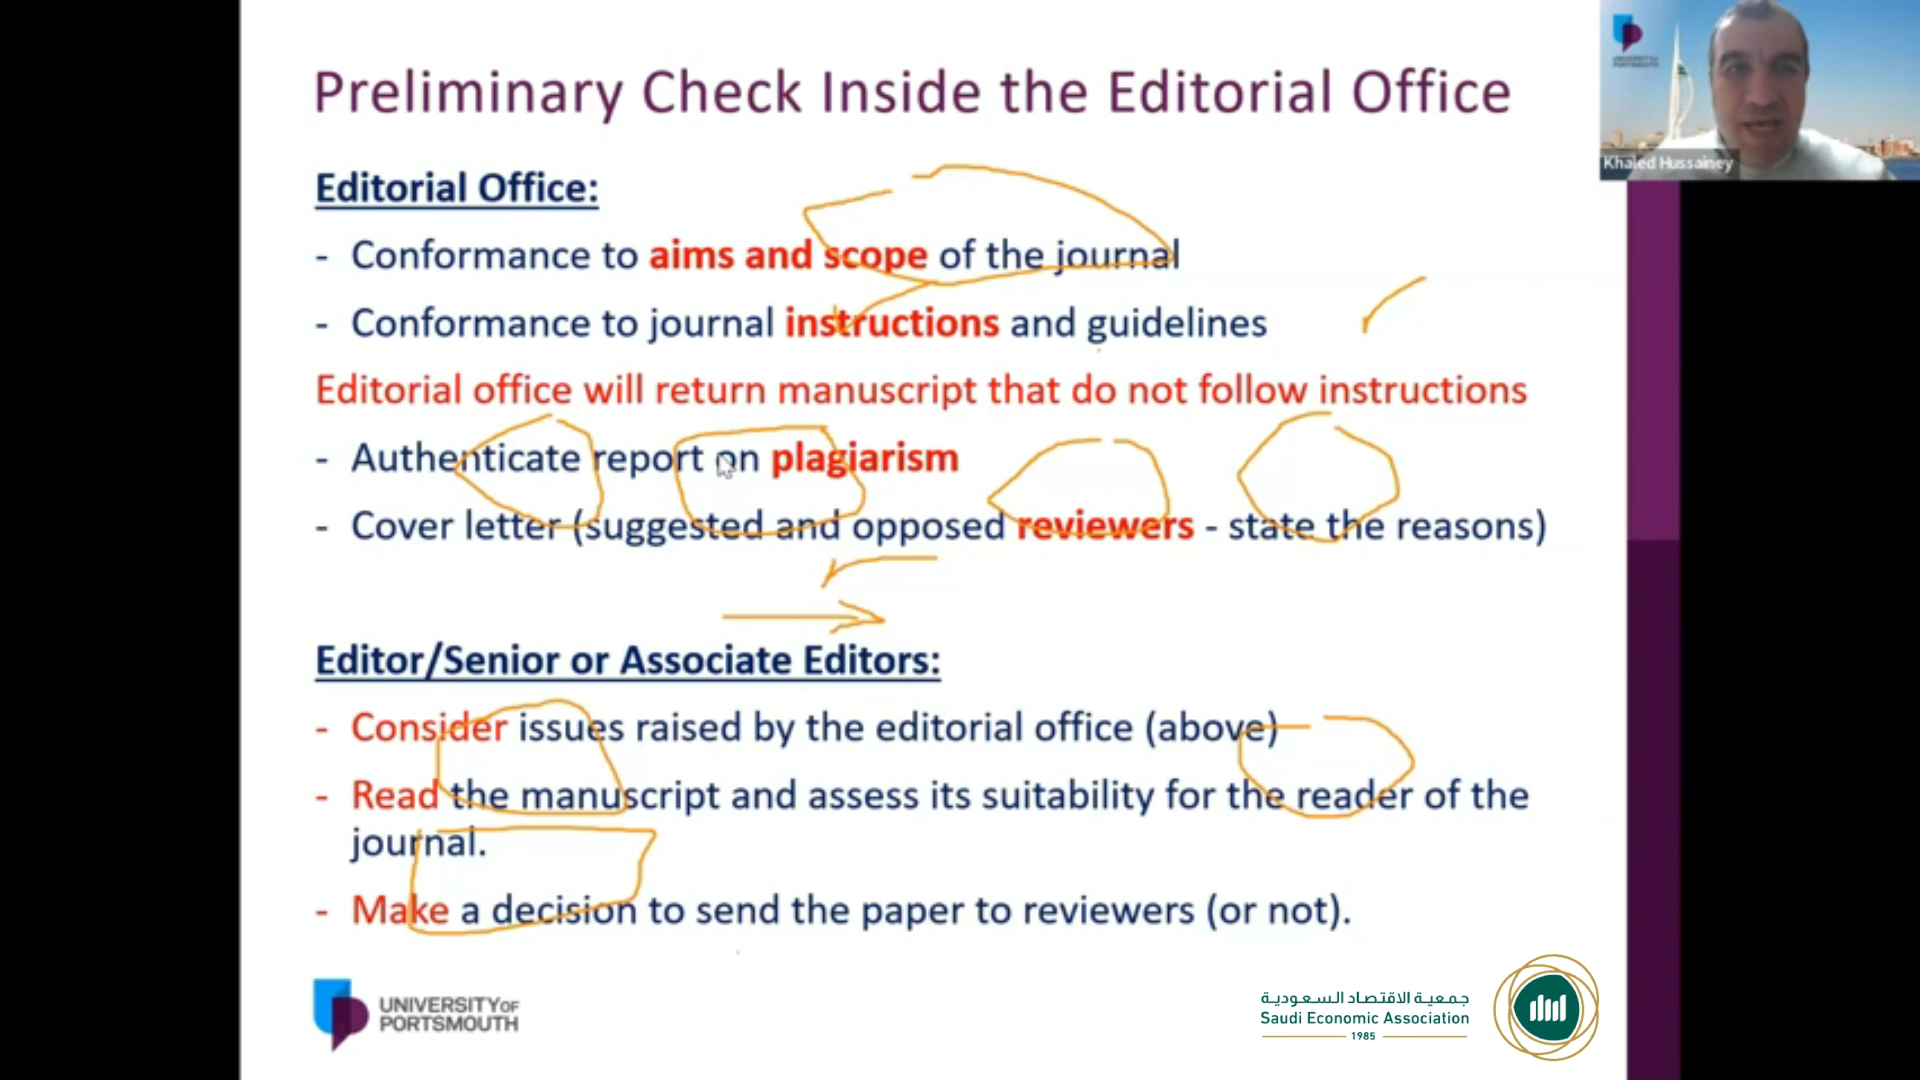 Preliminary Check Inside the Editorial Office
Editorial Office:
- Conformance to aims and scope of the journal
- Conformance to journal instructions and guidelines
Editorial office will return manuscript that do not follow instructions
- Authenticate report on plagiarism
- Cover letter (suggested and opposed reviewers - state the reasons)
Editor/Senior or Associate Editors:
- Consider issues raised by the editorial office (above)
- Read the manuscript and assess its suitability for the reader of the
journal.
- Make a decision to send the paper to reviewers (or not).
UNIVERSITY OF
PORTSMOUTH
جمعية الاقتصاد السعودية
Saudi Economic Association
1985
UNIVERSITY OF
PORTSMOUTH
Khaled Hussainey